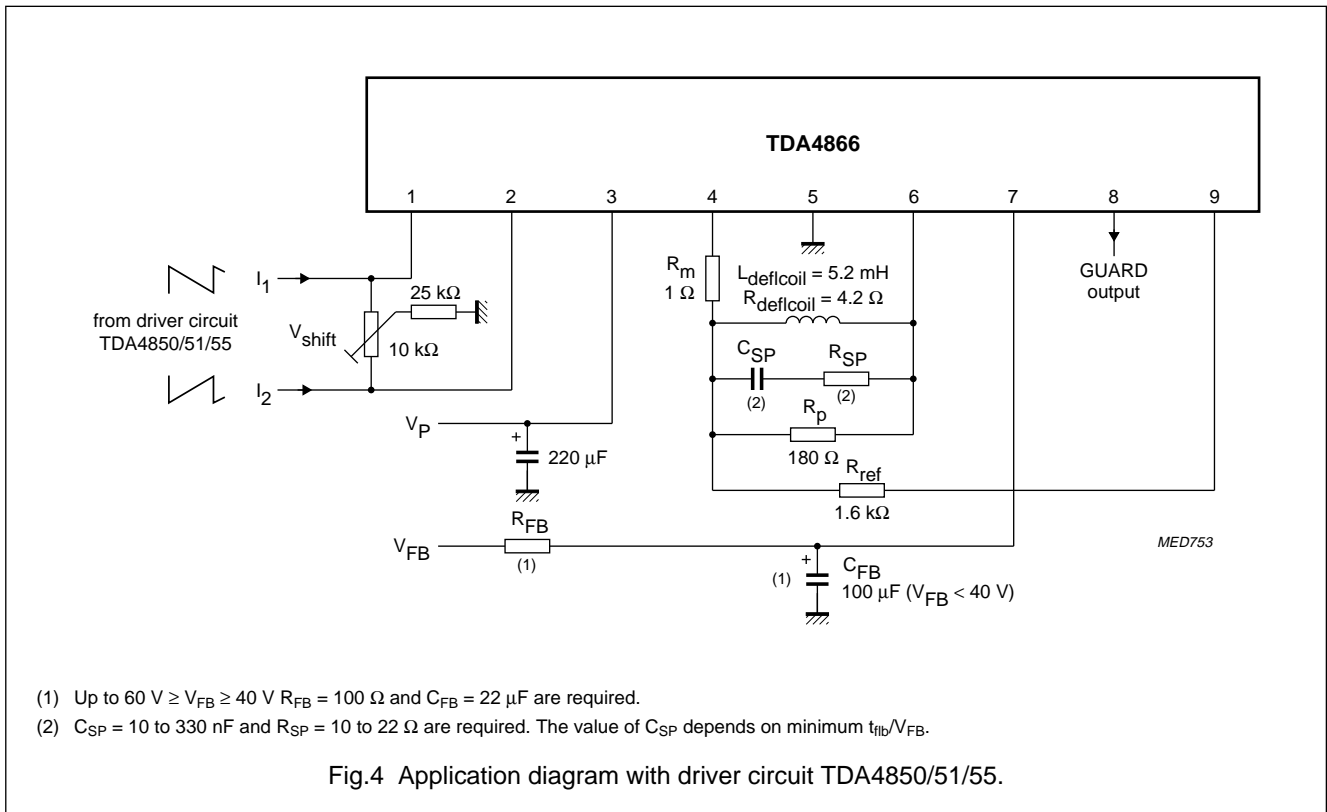 TDA4866
1 2 3 4 5 6 7 8 9
I1
from driver circuit
TDA4850/51/55
I2
Vshift
25 kΩ
10 kΩ
VP
+
220 μF
RFB
VFB
(1)
Rm
1 Ω
Ldeflcoil = 5.2 mH
Rdeflcoil = 4.2 Ω
CSP
(2)
RSP
(2)
Rp
180 Ω
Rref
1.6 kΩ
GUARD
output
MED753
(1)
+
CFB
100 μF (VFB < 40 V)
(1) Up to 60 V ≥ VFB ≥ 40 V RFB = 100 Ω and CFB = 22 μF are required.
(2) CSP = 10 to 330 nF and RSP = 10 to 22 Ω are required. The value of CSP depends on minimum tflb/VFB.
Fig.4 Application diagram with driver circuit TDA4850/51/55.